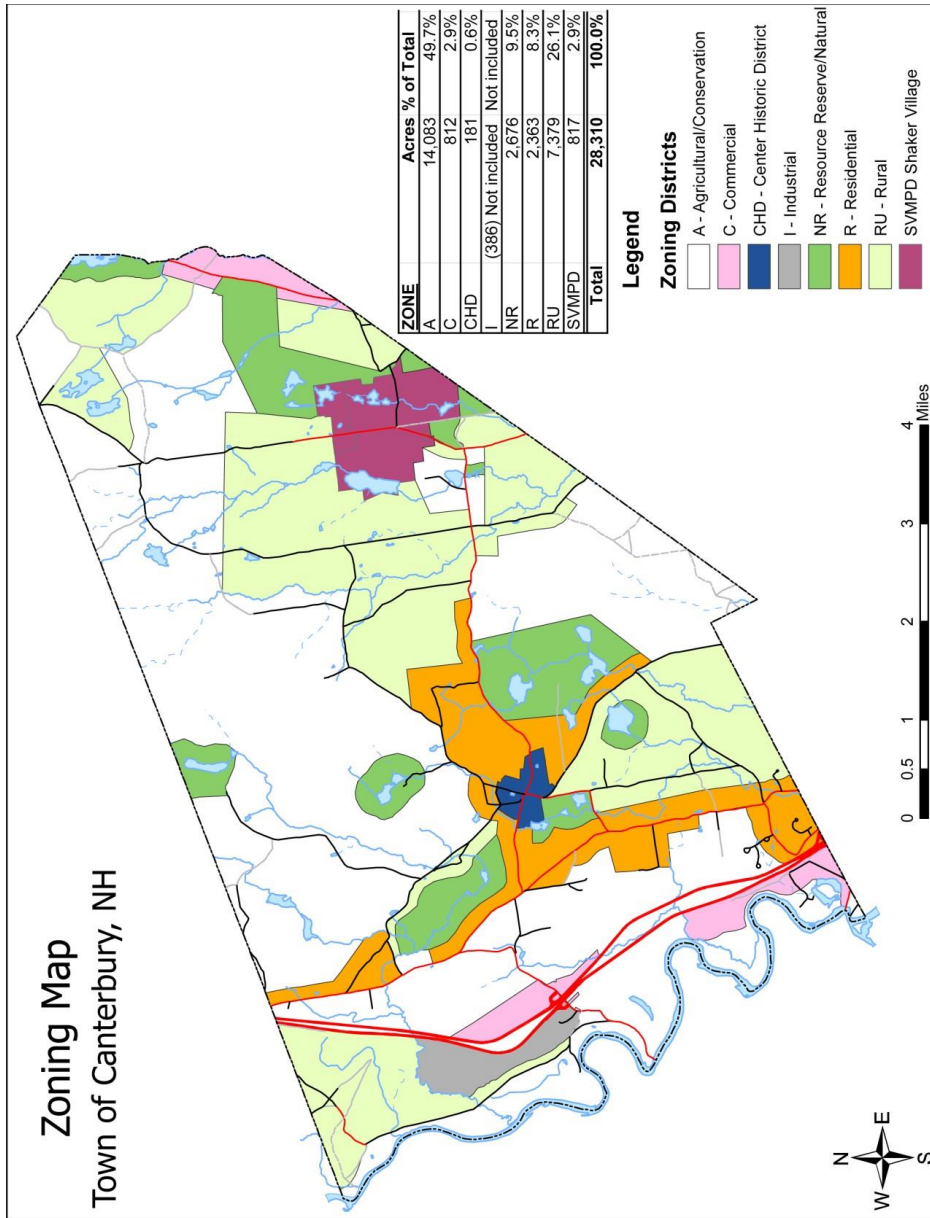 Zoning Map
Town of Canterbury, NH
ZONE Acres % of Total
A 14,083 49.7%
C 812 2.9%
CHD 181 0.6%
I (386) Not included Not included
NR 2,676 9.5%
R 2,363 8.3%
RU 7,379 26.1%
SVMPD 817 2.9%
Total 28,310 100.0%
Legend
Zoning Districts
A - Agricultural/Conservation
C - Commercial
CHD - Center Historic District
I - Industrial
NR - Resource Reserve/Natural
R - Residential
RU - Rural
SVMPD Shaker Village
N
W E
S
0 0.5 1 2 3 4
Miles